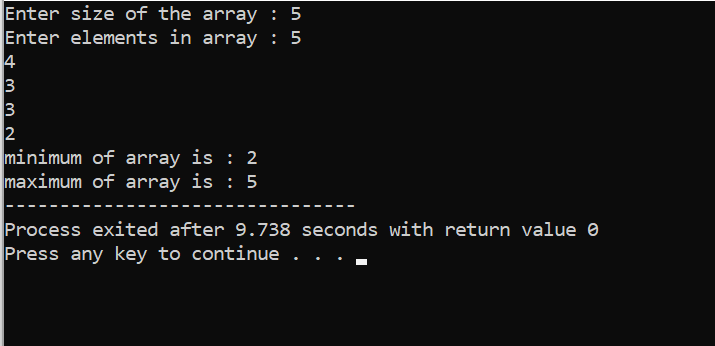 Enter size of the array : 5
Enter elements in array : 5
4
3
3
2
minimum of array is : 2
maximum of array is : 5
--------------------------------
Process exited after 9.738 seconds with return value 0
Press any key to continue . . .